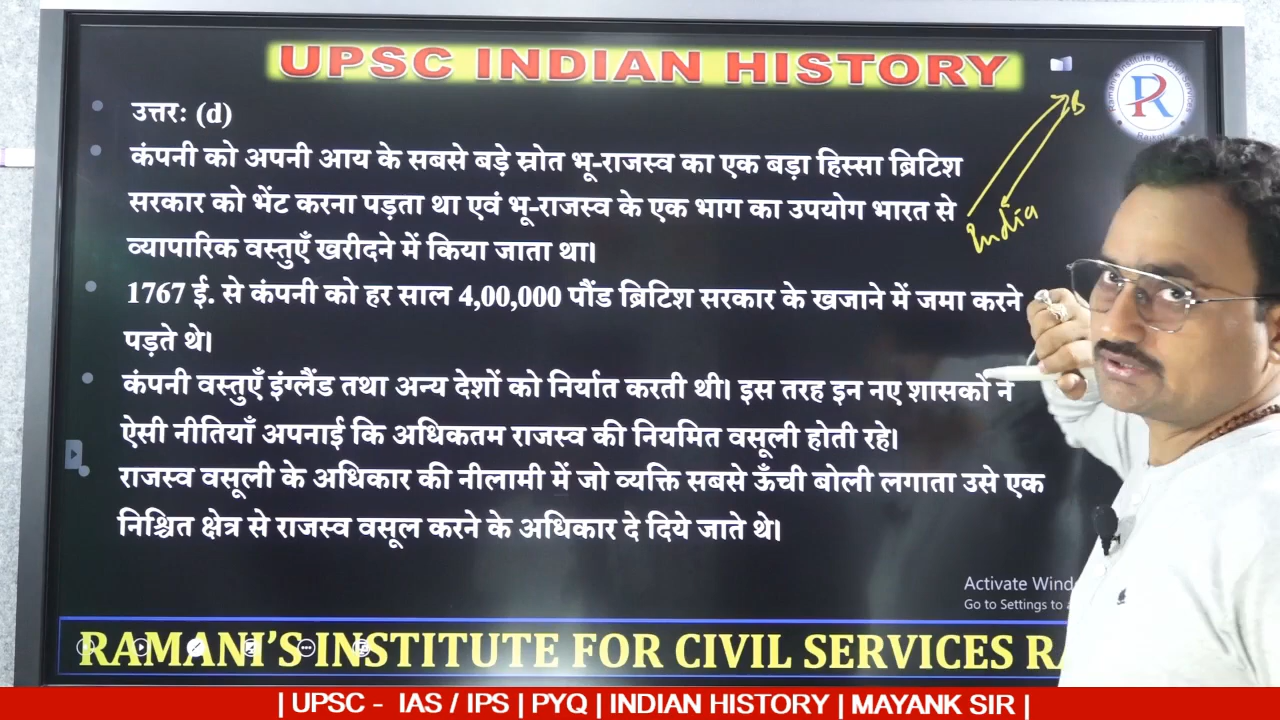 UPSC INDIAN HISTORY
B
India
R
उत्तरः (d)
कंपनी को अपनी आय के सबसे बड़े स्रोत भू-राजस्व का एक बड़ा हिस्सा ब्रिटिश
सरकार को भेंट करना पड़ता था एवं भू-राजस्व के एक भाग का उपयोग भारत से
व्यापारिक वस्तुएँ खरीदने में किया जाता था।
1767 ई. से कंपनी को हर साल 4,00,000 पौंड ब्रिटिश सरकार के खजाने में जमा करने
पड़ते थे।
कंपनी वस्तुएँ इंग्लैंड तथा अन्य देशों को निर्यात करती थी। इस तरह इन नए शासकों ने
ऐसी नीतियाँ अपनाई कि अधिकतम राजस्व की नियमित वसूली होती रहे।
राजस्व वसूली के अधिकार की नीलामी में जो व्यक्ति सबसे ऊँची बोली लगाता उसे एक
निश्चित क्षेत्र से राजस्व वसूल करने के अधिकार दे दिये जाते थे।
Activate Wind
Go to Settings to
RAMANI'S INSTITUTE FOR CIVIL SERVICES
| UPSC - IAS / IPS | PYQ | INDIAN HISTORY | MAYANK SIR |